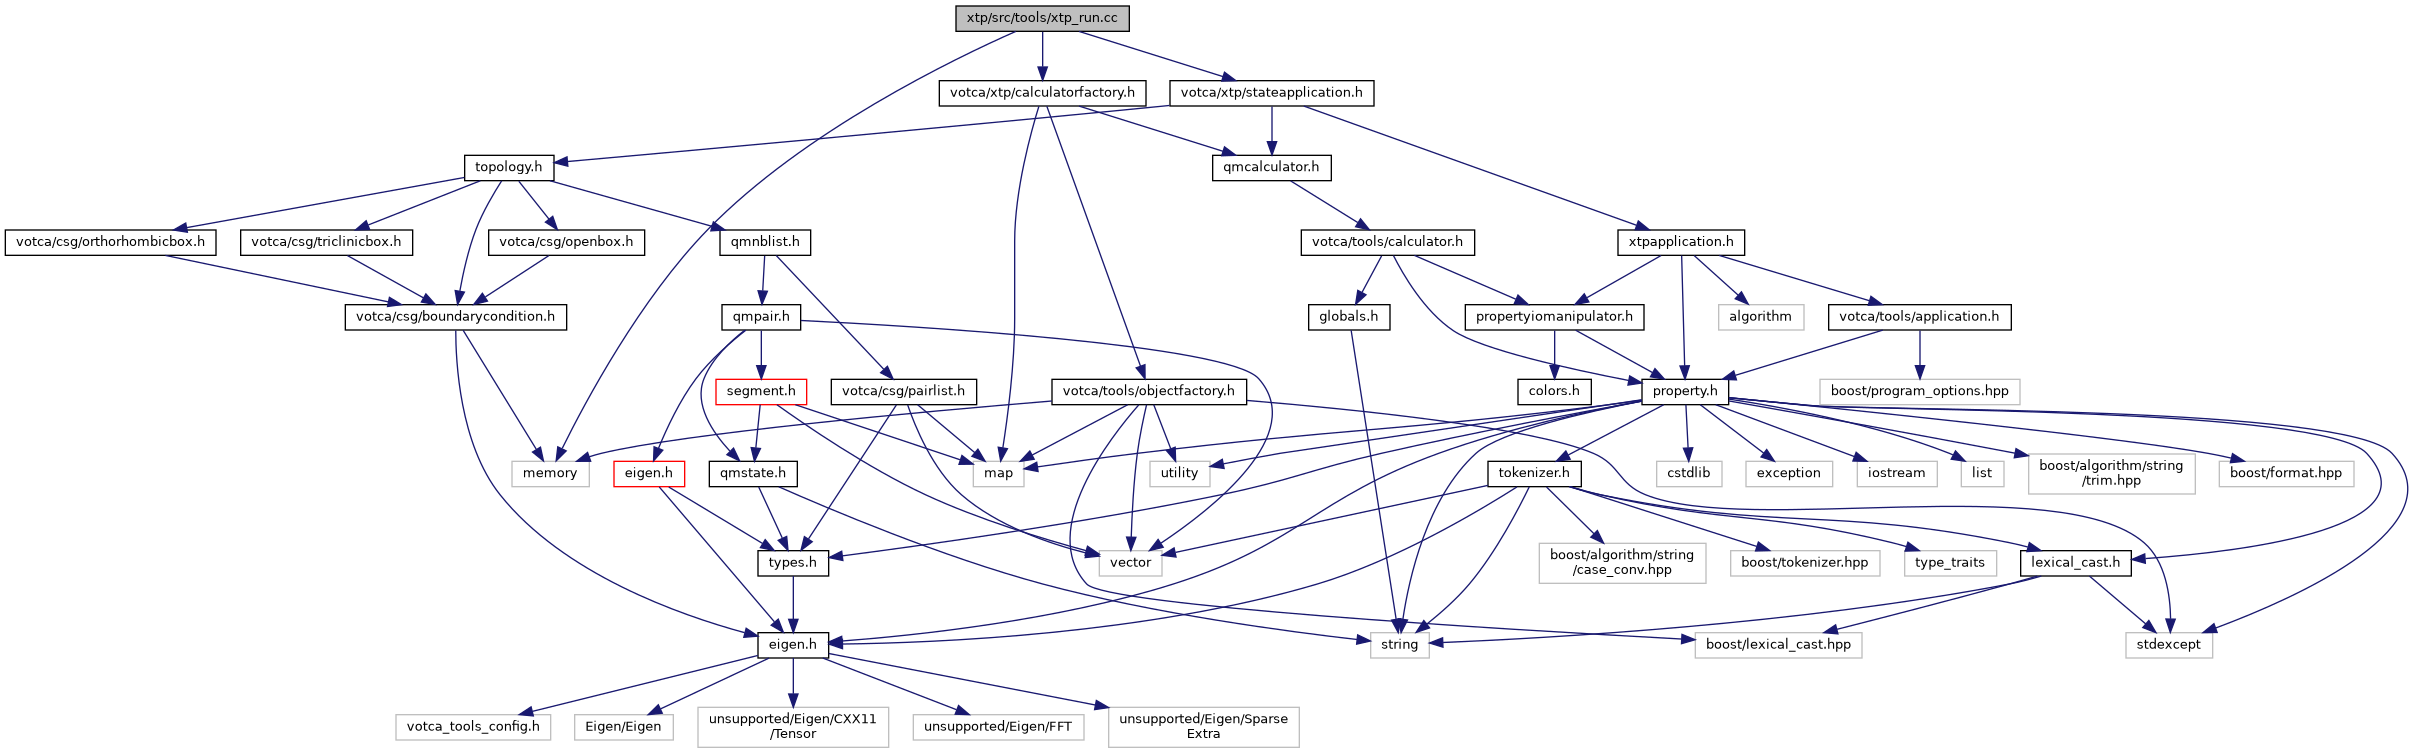 xtp/src/tools/xtp_run.cc
votca/xtp/calculatorfactory.h
votca/xtp/stateapplication.h
topology.h
qmcalculator.h
votca/csg/orthorhombicbox.h
votca/csg/triclinicbox.h
votca/csg/openbox.h
qmnblist.h
votca/tools/calculator.h
xtpapplication.h
votca/csg/boundarycondition.h
qmpair.h
globals.h
propertyiomanipulator.h
algorithm
votca/tools/application.h
segment.h
votca/csg/pairlist.h
votca/tools/objectfactory.h
colors.h
property.h
boost/program_options.hpp
memory
eigen.h
qmstate.h
map
utility
tokenizer.h
cstdlib
exception
iostream
list
boost/algorithm/string
/trim.hpp
boost/format.hpp
types.h
vector
boost/algorithm/string
/case_conv.hpp
boost/tokenizer.hpp
type_traits
lexical_cast.h
eigen.h
string
boost/lexical_cast.hpp
stdexcept
votca_tools_config.h
Eigen/Eigen
unsupported/Eigen/CXX11
/Tensor
unsupported/Eigen/FFT
unsupported/Eigen/Sparse
Extra